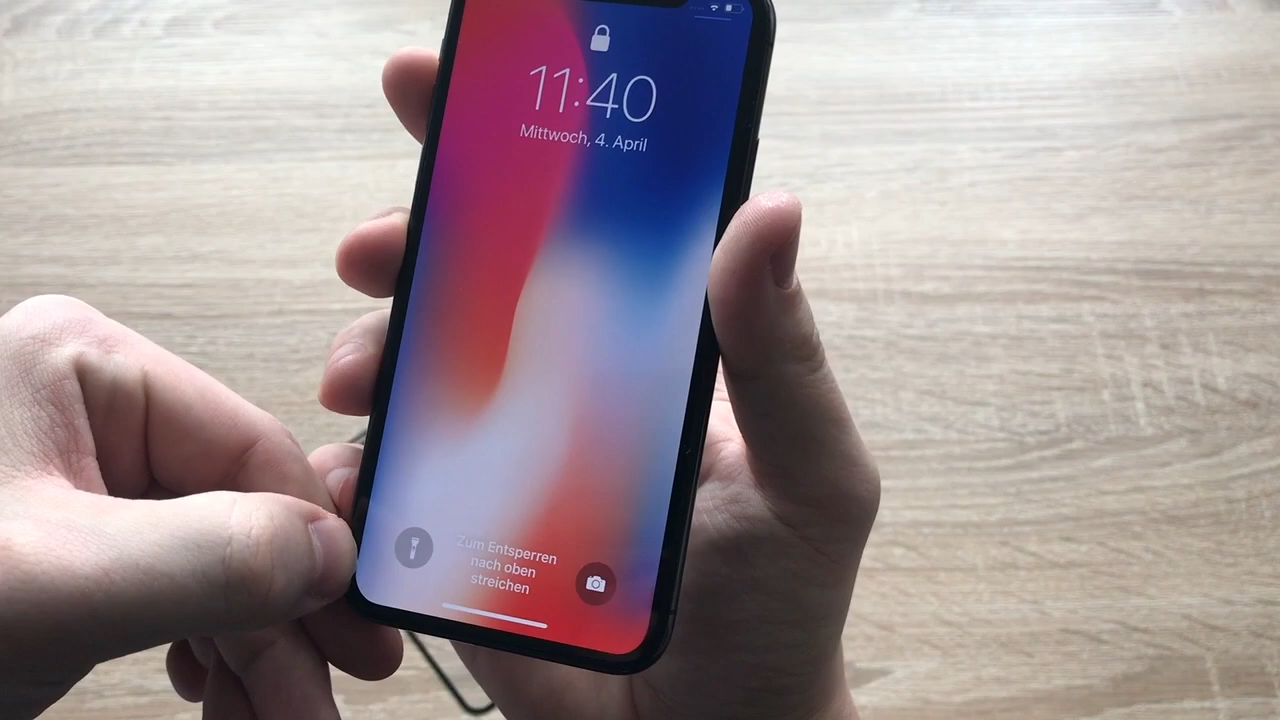 11:40
Mittwoch, 4. April
Zum Entsperren
nach oben
streichen